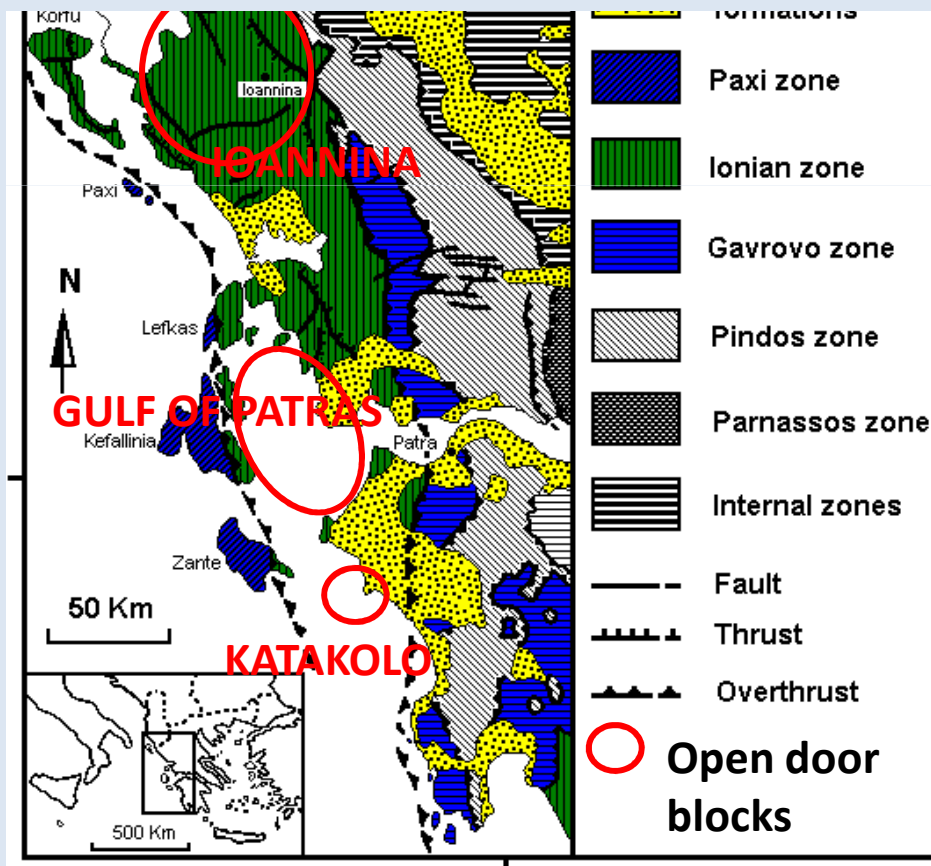 Korfu
Ioannina
IOANNINA
Paxi
N
Lefkas
GULF OF PATRAS
Kefallinia
Patra
Zante
50 Km
KATAKOLO
500 Km
formations
Paxi zone
Ionian zone
Gavrovo zone
Pindos zone
Parnassos zone
Internal zones
Fault
Thrust
Overthrust
Open door
blocks